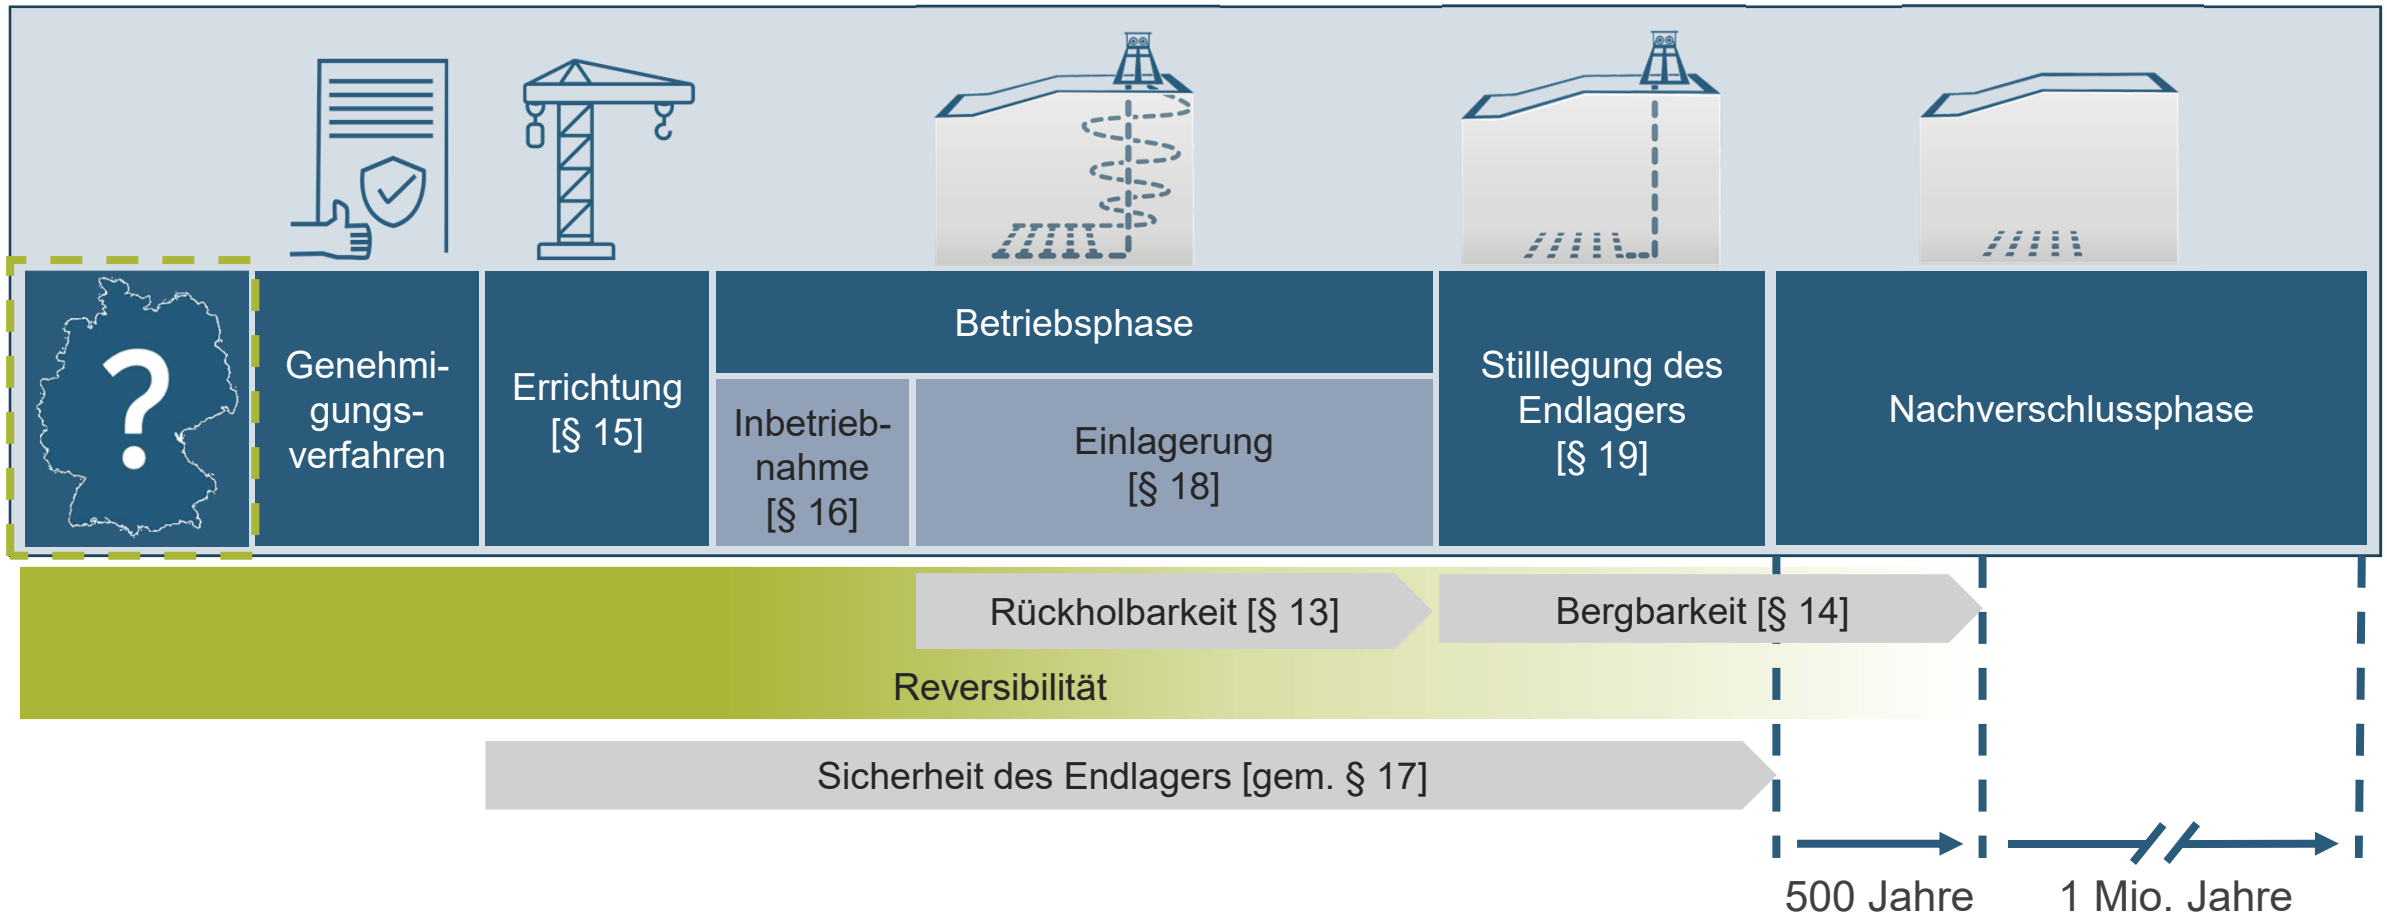 ?
Genehmi-
gungs-
verfahren
Errichtung
[§ 15]
Betriebsphase
Inbetrieb-
nahme
[§ 16]
Einlagerung
[§ 18]
Stilllegung des
Endlagers
[§ 19]
Nachverschlussphase
Rückholbarkeit [§ 13]
Bergbarkeit [§ 14]
Reversibilität
Sicherheit des Endlagers [gem. § 17]
500 Jahre
1 Mio. Jahre